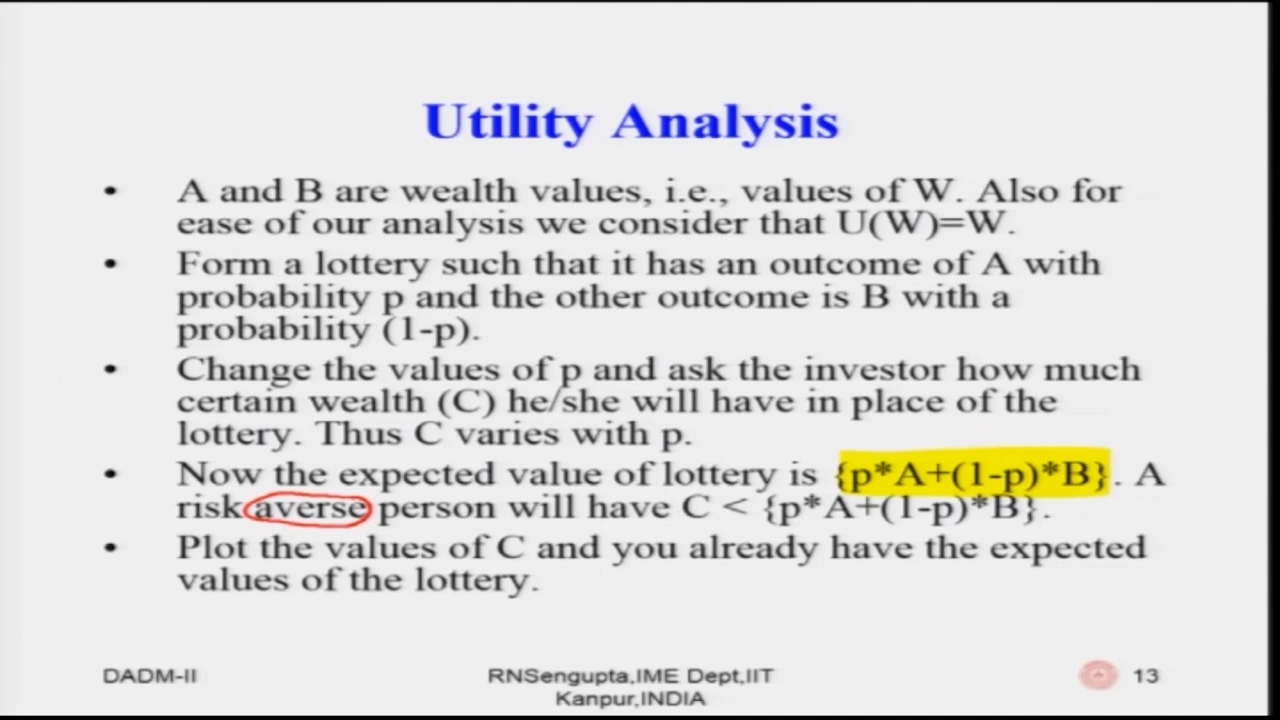 Utility Analysis
• A and B are wealth values, i.e., values of W. Also for
ease of our analysis we consider that U(W)=W.
• Form a lottery such that it has an outcome of A with
probability p and the other outcome is B with a
probability (1-p).
• Change the values of p and ask the investor how much
certain wealth (C) he/she will have in place of the
lottery. Thus C varies with p.
• Now the expected value of lottery is {p*A+(1-p)*B}. A
risk averse person will have C < {p*A+(1-p)*B}.
• Plot the values of C and you already have the expected
values of the lottery.
DADM-II
RNSengupta,IME Dept,IIT
Kanpur,INDIA
13